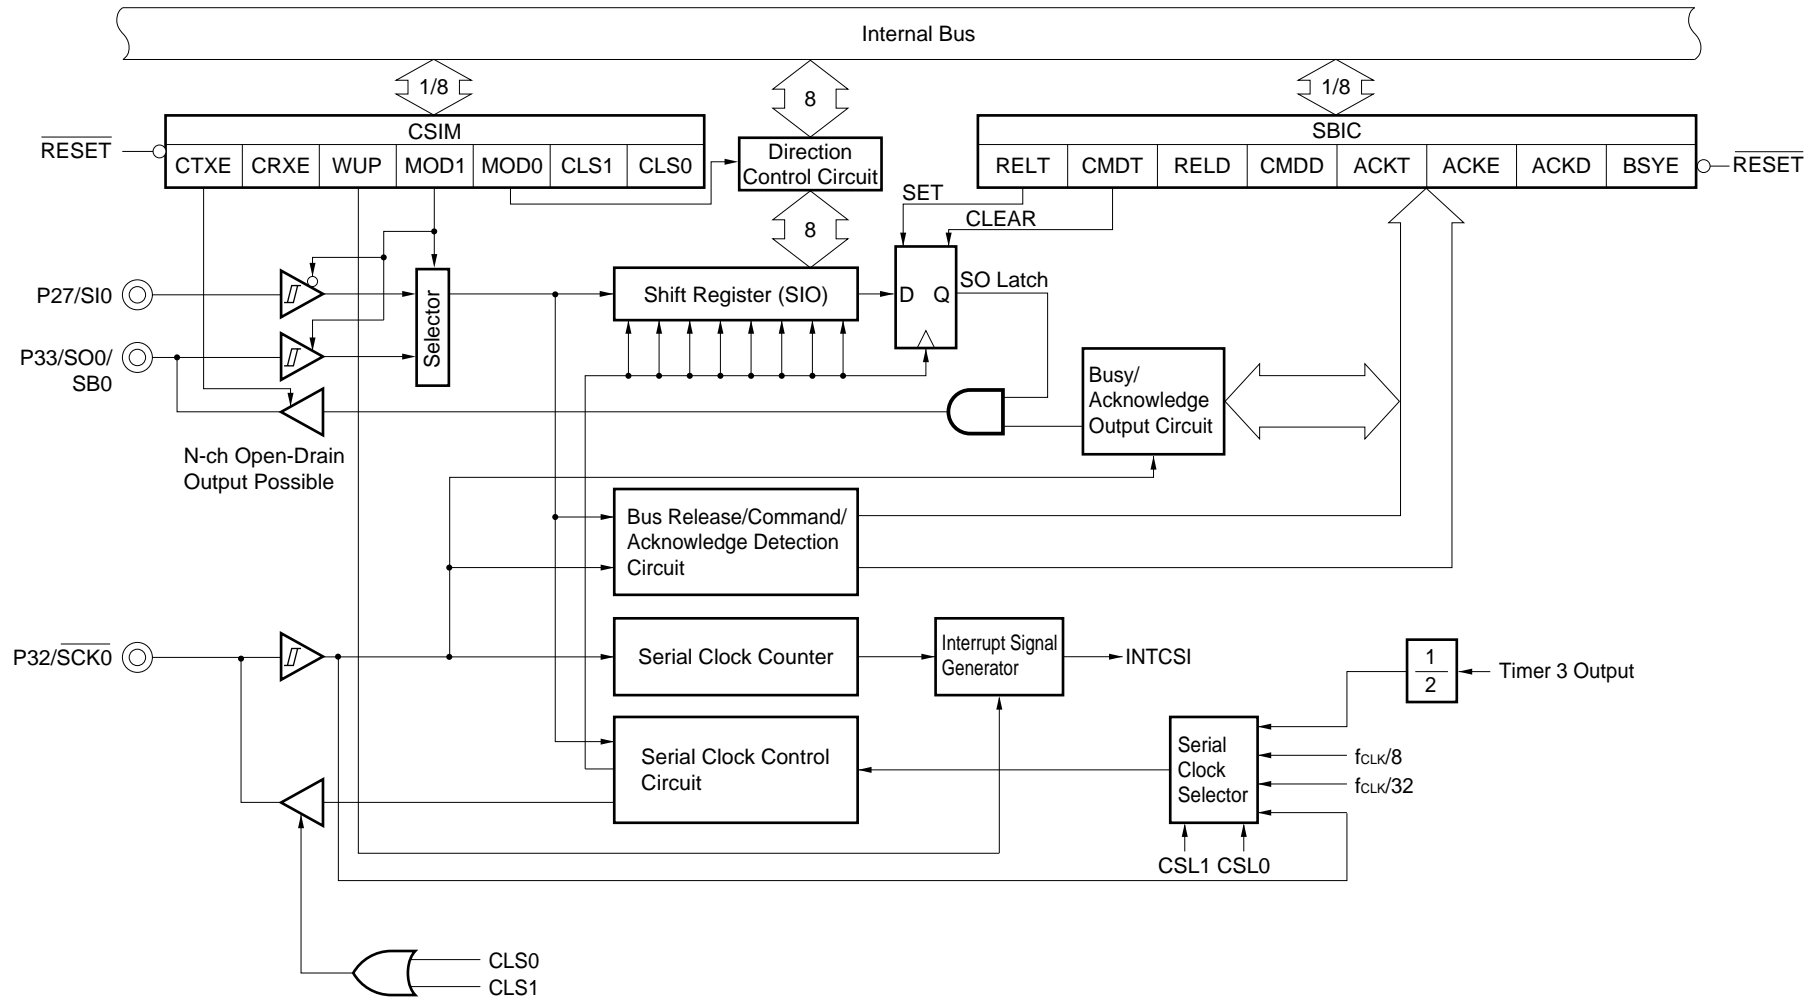 Internal Bus
1/8
8
1/8
CSIM
SBIC
RESET
CTXE CRXE WUP MOD1 MOD0 CLS1 CLS0
Direction
Control Circuit
RELT CMDT RELD CMDD ACKT ACKE ACKD BSYE
RESET
SET
CLEAR
8
P27/SI0
Selector
Shift Register (SIO)
D Q
SO Latch
P33/SO0/
SB0
Busy/
Acknowledge
Output Circuit
N-ch Open-Drain
Output Possible
Bus Release/Command/
Acknowledge Detection
Circuit
P32/SCK0
Serial Clock Counter
Interrupt Signal
Generator
INTCSI
1
2
Timer 3 Output
Serial Clock Control
Circuit
Serial
Clock
Selector
fCLK/8
fCLK/32
CSL1 CSL0
CLS0
CLS1